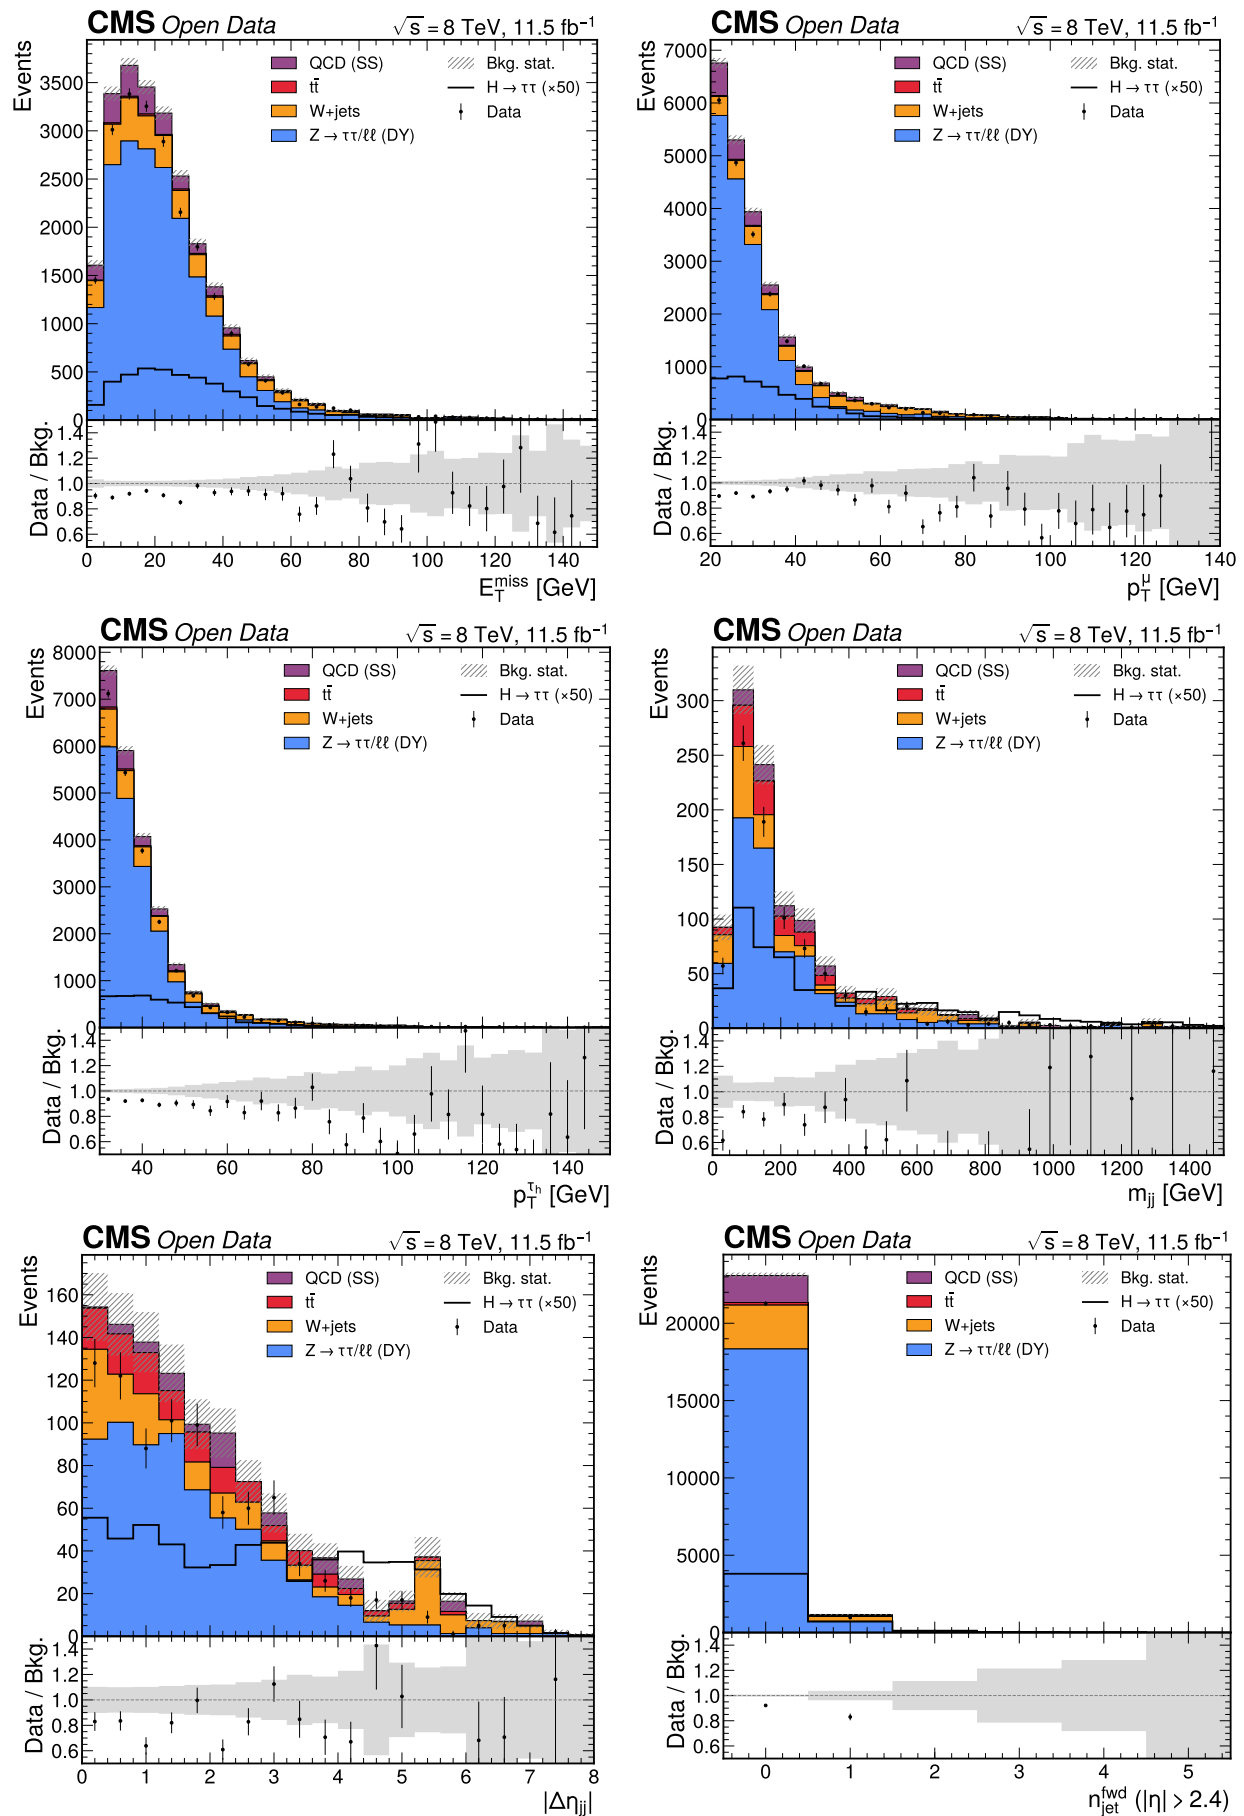 CMS Open Data √s = 8 TeV, 11.5 fb⁻¹
Events
3500
3000
2500
2000
1500
1000
500
0
QCD (SS)
tt̄
W+jets
Z → ττ/ℓℓ (DY)
Bkg. stat.
H → ττ (×50)
Data
Data / Bkg.
1.4
1.2
1.0
0.8
0.6
0 20 40 60 80 100 120 140
E_T^miss [GeV]
CMS Open Data √s = 8 TeV, 11.5 fb⁻¹
Events
7000
6000
5000
4000
3000
2000
1000
0
QCD (SS)
tt̄
W+jets
Z → ττ/ℓℓ (DY)
Bkg. stat.
H → ττ (×50)
Data
Data / Bkg.
1.4
1.2
1.0
0.8
0.6
20 40 60 80 100 120 140
p_T^μ [GeV]
CMS Open Data √s = 8 TeV, 11.5 fb⁻¹
Events
8000
7000
6000
5000
4000
3000
2000
1000
0
QCD (SS)
tt̄
W+jets
Z → ττ/ℓℓ (DY)
Bkg. stat.
H → ττ (×50)
Data
Data / Bkg.
1.4
1.2
1.0
0.8
0.6
40 60 80 100 120 140
p_T^τh [GeV]
CMS Open Data √s = 8 TeV, 11.5 fb⁻¹
Events
300
250
200
150
100
50
0
QCD (SS)
tt̄
W+jets
Z → ττ/ℓℓ (DY)
Bkg. stat.
H → ττ (×50)
Data
Data / Bkg.
1.4
1.2
1.0
0.8
0.6
0 200 400 600 800 1000 1200 1400
m_jj [GeV]
CMS Open Data √s = 8 TeV, 11.5 fb⁻¹
Events
160
140
120
100
80
60
40
20
0
QCD (SS)
tt̄
W+jets
Z → ττ/ℓℓ (DY)
Bkg. stat.
H → ττ (×50)
Data
Data / Bkg.
1.4
1.2
1.0
0.8
0.6
0 1 2 3 4 5 6 7 8
|Δη_jj|
CMS Open Data √s = 8 TeV, 11.5 fb⁻¹
Events
20000
15000
10000
5000
0
QCD (SS)
tt̄
W+jets
Z → ττ/ℓℓ (DY)
Bkg. stat.
H → ττ (×50)
Data
Data / Bkg.
1.4
1.2
1.0
0.8
0.6
0 1 2 3 4 5
n_jet^fwd (|η| > 2.4)